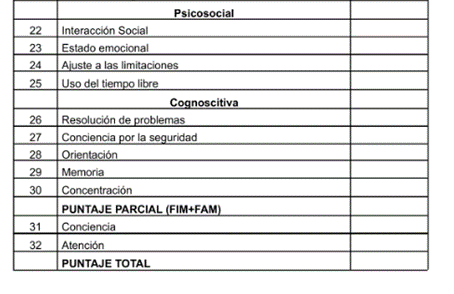 Psicosocial
22 Interacción Social
23 Estado emocional
24 Ajuste a las limitaciones
25 Uso del tiempo libre
Cognoscitiva
26 Resolución de problemas
27 Conciencia por la seguridad
28 Orientación
29 Memoria
30 Concentración
PUNTAJE PARCIAL (FIM+FAM)
31 Conciencia
32 Atención
PUNTAJE TOTAL